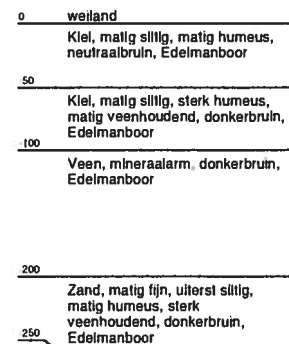 0 weiland
Klei, matig siltig, matig humeus,
neutraalbruin, Edelmanboor
50
Klei, matig siltig, sterk humeus,
matig veenhoudend, donkerbruin,
Edelmanboor
100
Veen, mineraalarm, donkerbruin,
Edelmanboor
200
Zand, matig fijn, uiterst siltig,
matig humeus, sterk
veenhoudend, donkerbruin,
250 Edelmanboor